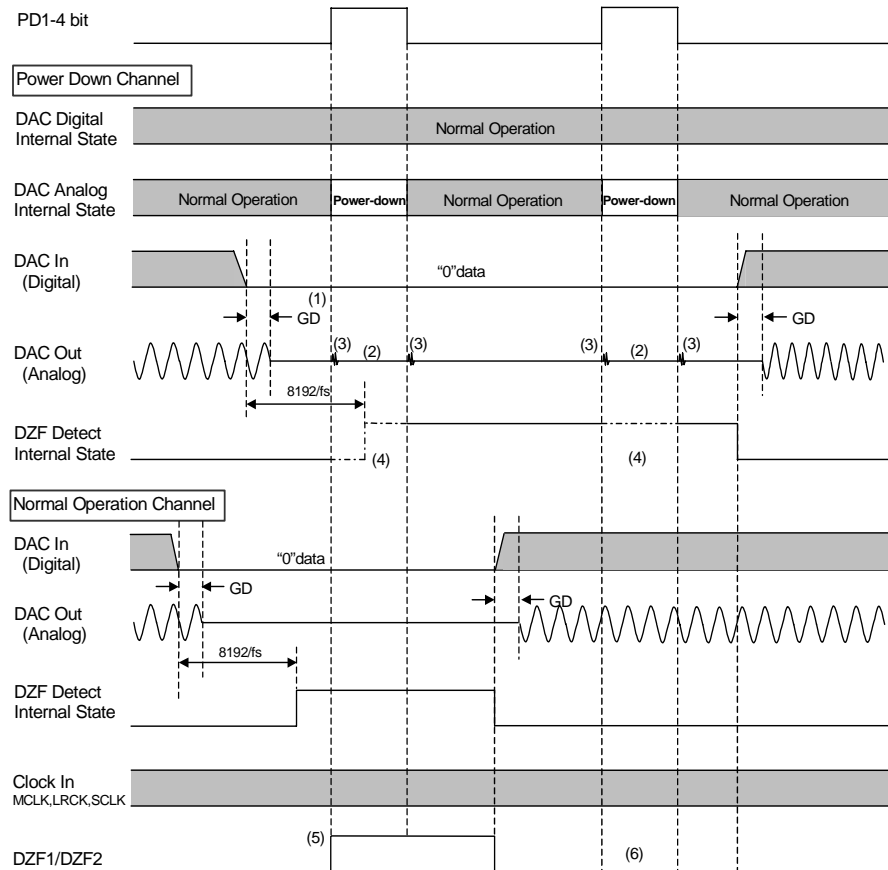 PD1-4 bit
Power Down Channel
DAC Digital
Internal State
Normal Operation
DAC Analog
Internal State
Normal Operation
Power-down
Normal Operation
Power-down
Normal Operation
DAC In
(Digital)
“0”data
(1)
GD
GD
DAC Out
(Analog)
(3)
(2)
(3)
(3)
(2)
(3)
8192/fs
DZF Detect
Internal State
(4)
(4)
Normal Operation Channel
DAC In
(Digital)
“0”data
GD
GD
DAC Out
(Analog)
8192/fs
DZF Detect
Internal State
Clock In
MCLK,LRCK,SCLK
DZF1/DZF2
(5)
(6)